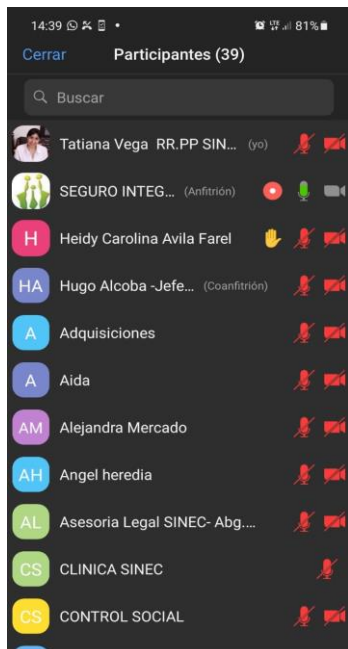 14:39 81%
Cerrar Participantes (39)
Buscar
Tatiana Vega RR.PP SIN... (yo)
SEGURO INTEG... (Anfitrión)
H Heidy Carolina Avila Farel
HA Hugo Alcoba -Jefe... (Coanfitrión)
A Adquisiciones
A Aida
AM Alejandra Mercado
AH Angel heredia
AL Asesoria Legal SINEC- Abg....
CS CLINICA SINEC
CS CONTROL SOCIAL